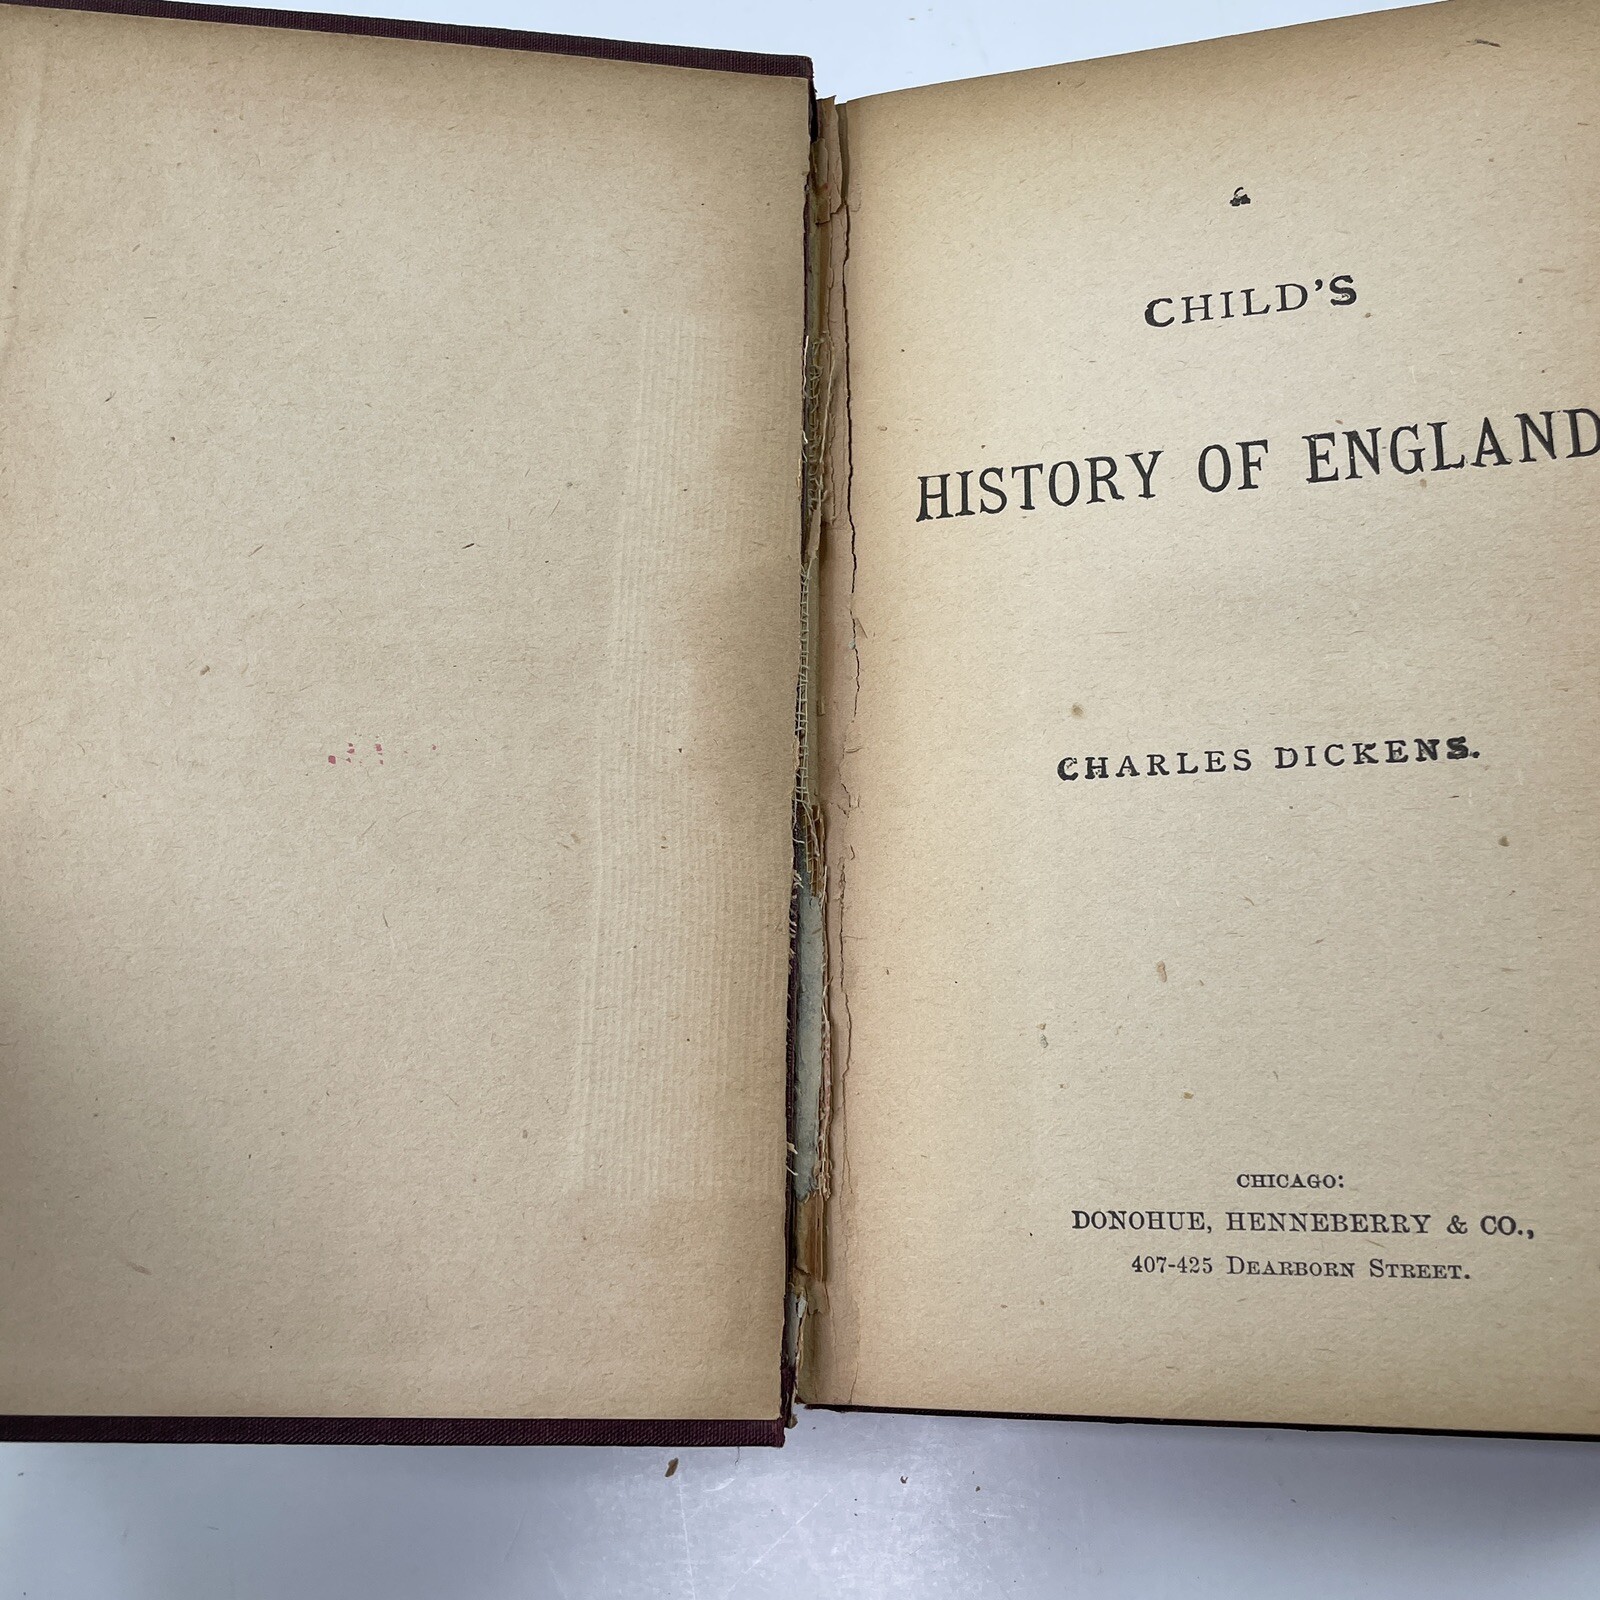 A
CHILD'S
HISTORY OF ENGLAND
CHARLES DICKENS.
CHICAGO:
DONOHUE, HENNEBERRY & CO.,
407-425 DEARBORN STREET.